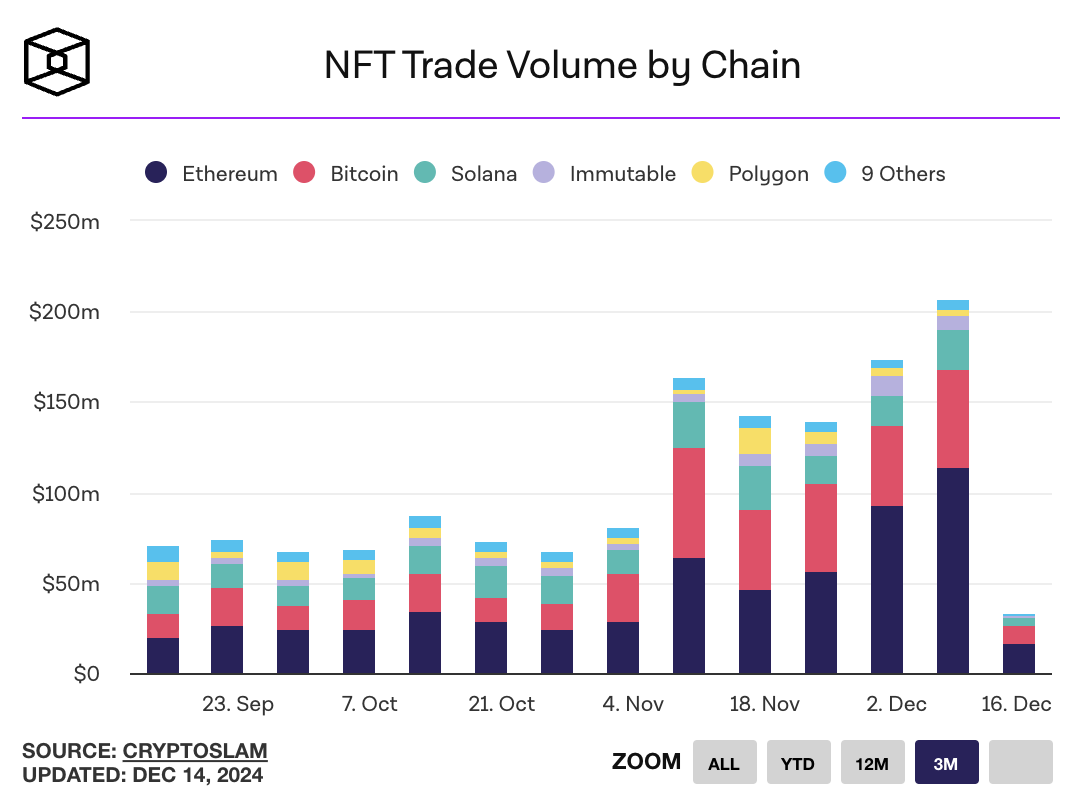 NFT Trade Volume by Chain
Ethereum Bitcoin Solana Immutable Polygon 9 Others
$250m
$200m
$150m
$100m
$50m
$0
23. Sep 7. Oct 21. Oct 4. Nov 18. Nov 2. Dec 16. Dec
SOURCE: CRYPTOSLAM
UPDATED: DEC 14, 2024
ZOOM ALL YTD 12M 3M